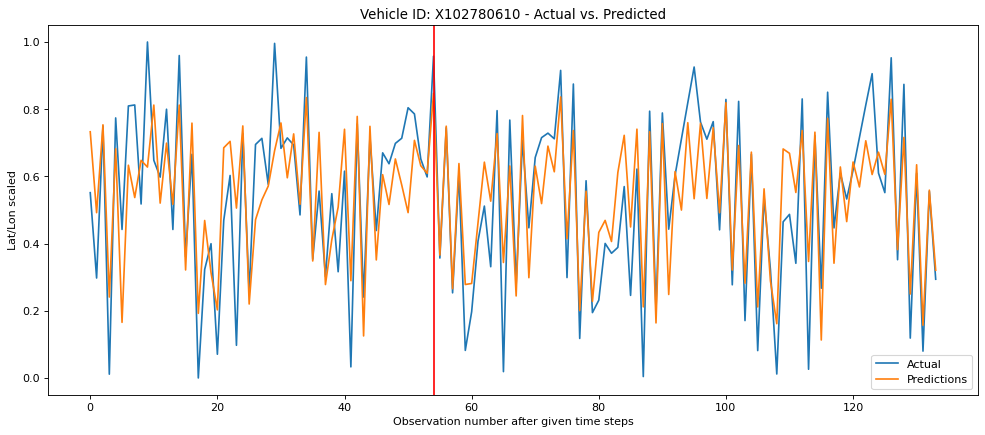 Vehicle ID: X102780610 - Actual vs. Predicted
Lat/Lon scaled
1.0
0.8
0.6
0.4
0.2
0.0
0 20 40 60 80 100 120
Observation number after given time steps
Actual
Predictions